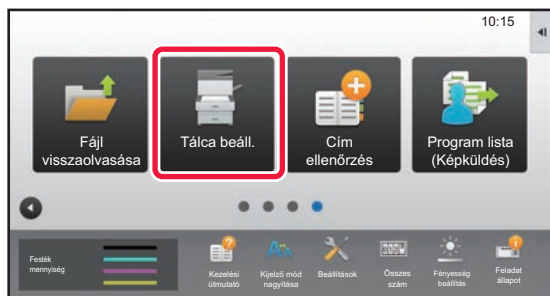 10:15
Fájl
visszaolvasása
Tálca beáll.
Cím
ellenőrzés
Program lista
(Képküldés)
Festék
mennyiség
Kezelési
útmutató
Kijelző mód
nagyítása
Beállítások
Összes
szám
Fényesség
beállítás
Feladat
állapot